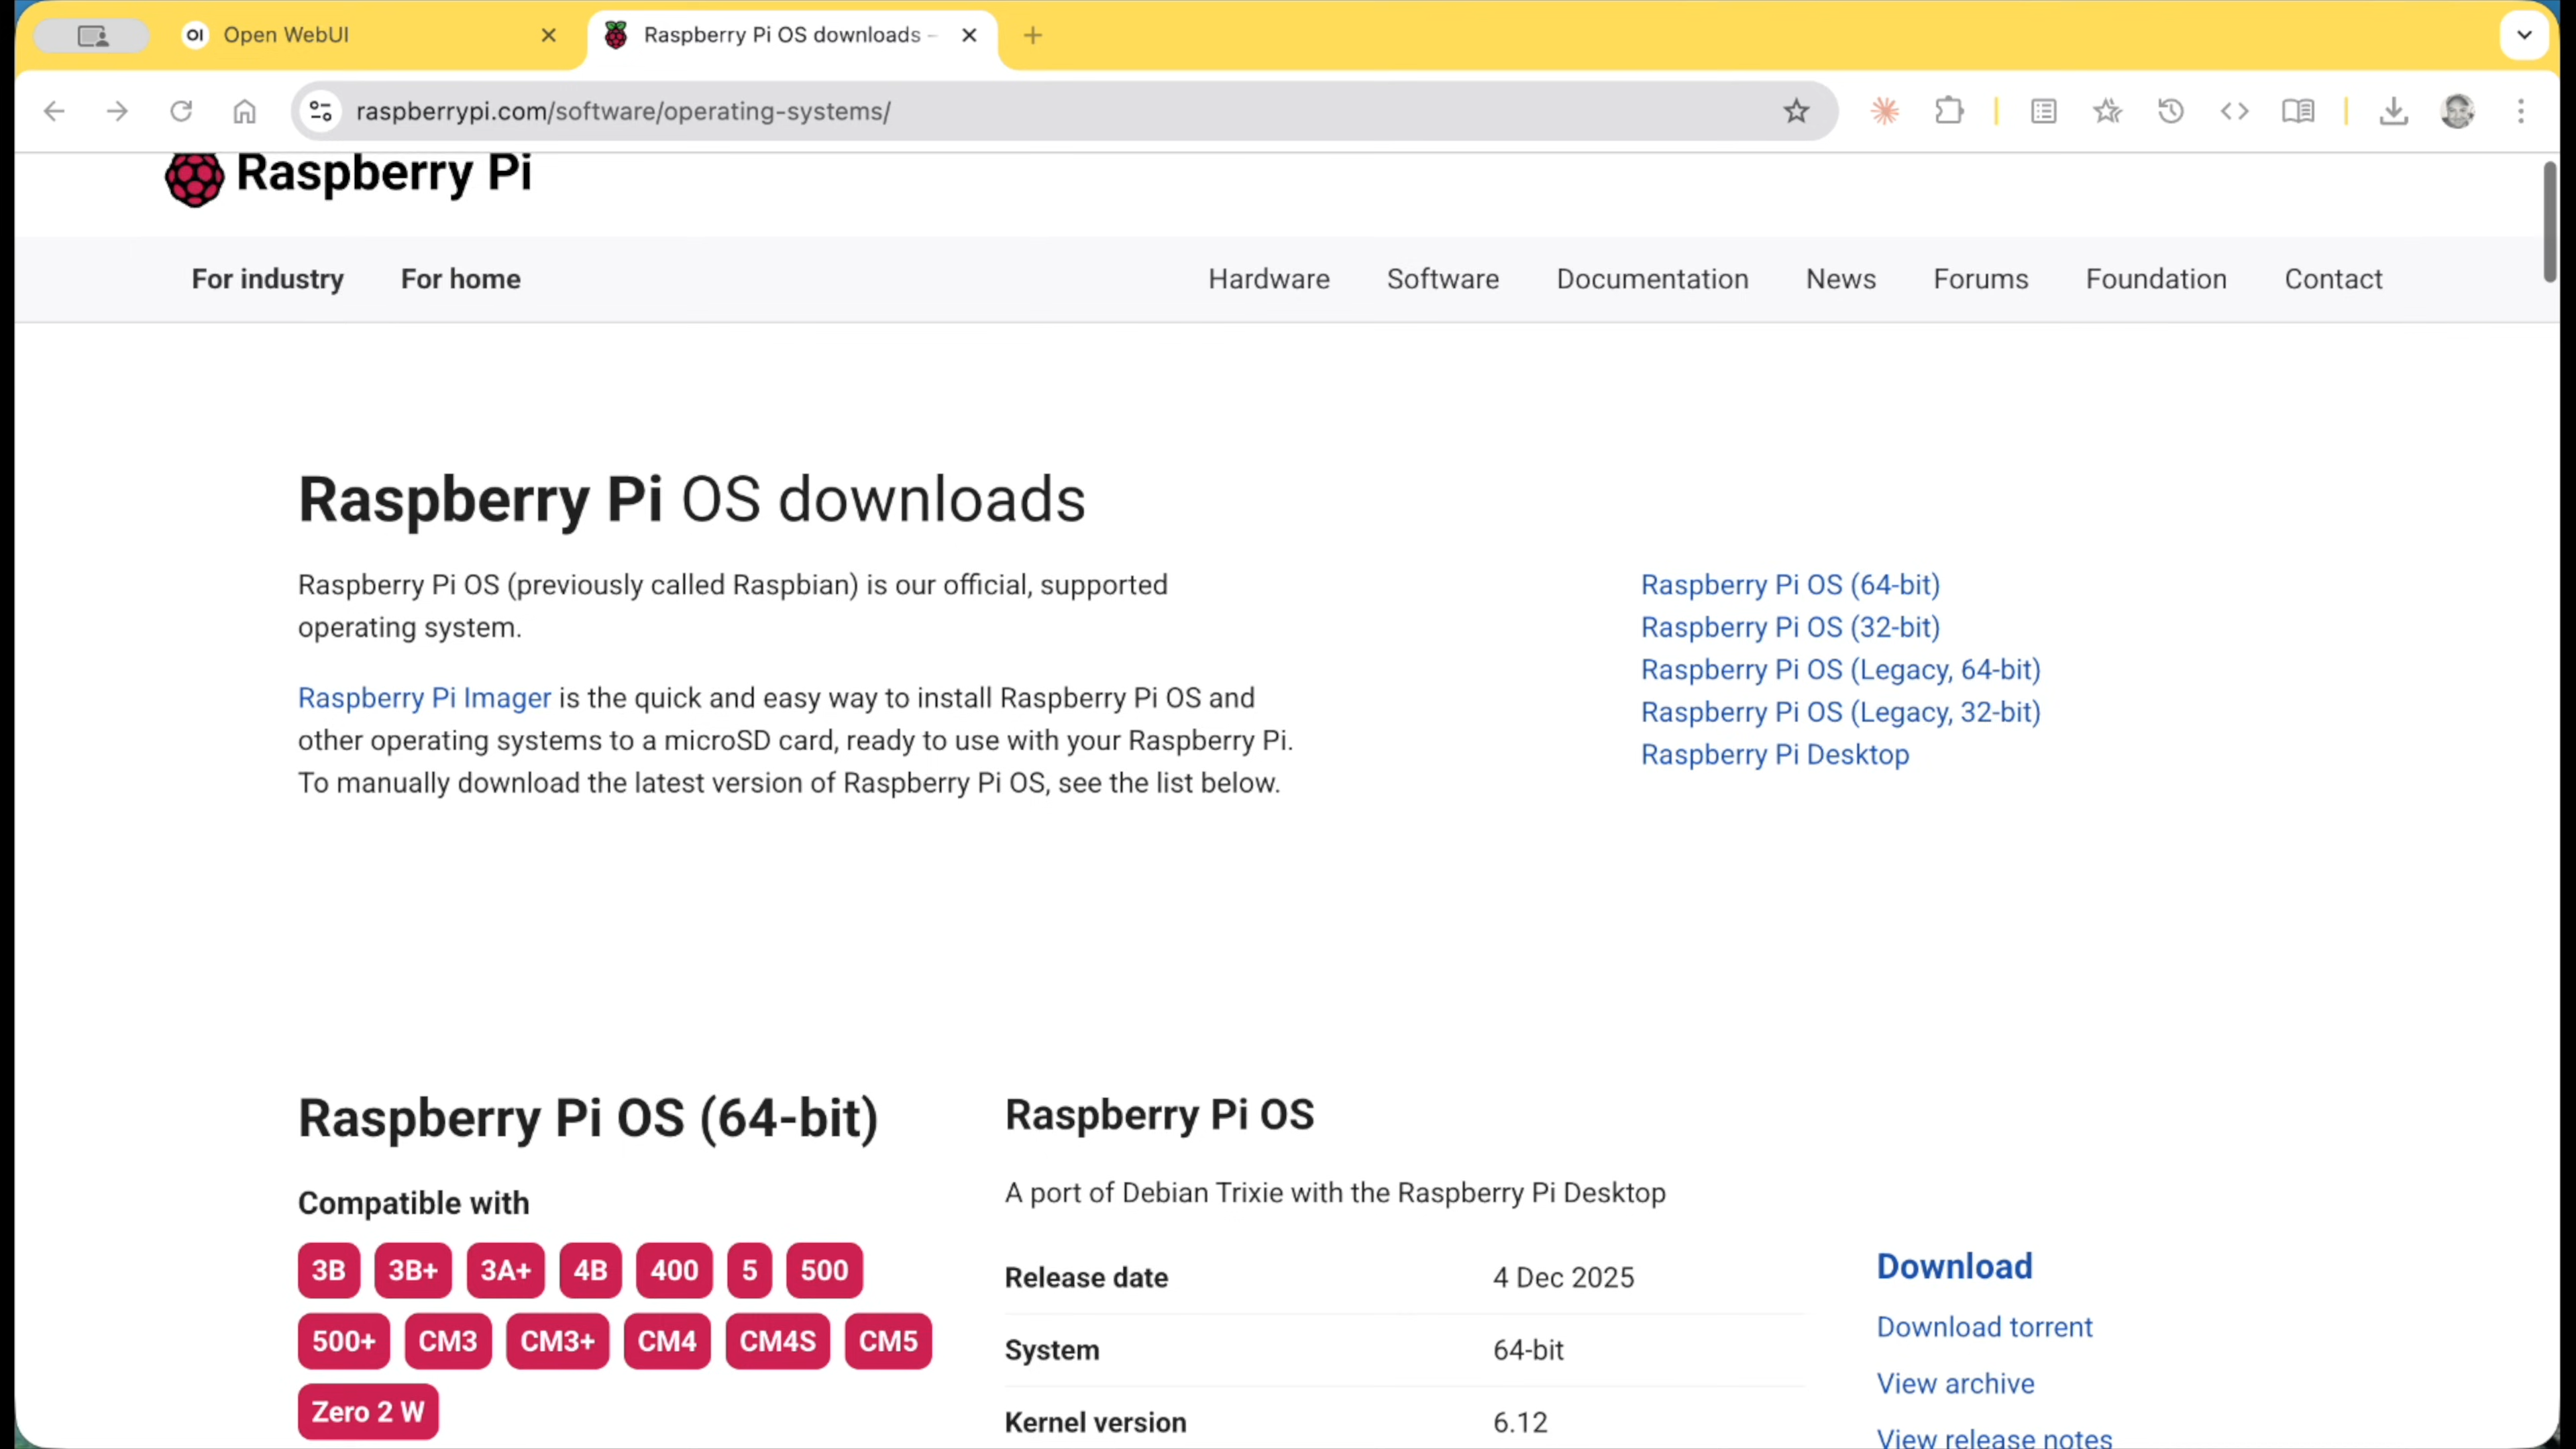 OI Open WebUI
Raspberry Pi OS downloads –
raspberrypi.com/software/operating-systems/
Raspberry Pi
For industry For home Hardware Software Documentation News Forums Foundation Contact
Raspberry Pi OS downloads
Raspberry Pi OS (previously called Raspbian) is our official, supported
operating system.
Raspberry Pi Imager is the quick and easy way to install Raspberry Pi OS and
other operating systems to a microSD card, ready to use with your Raspberry Pi.
To manually download the latest version of Raspberry Pi OS, see the list below.
Raspberry Pi OS (64-bit)
Raspberry Pi OS (32-bit)
Raspberry Pi OS (Legacy, 64-bit)
Raspberry Pi OS (Legacy, 32-bit)
Raspberry Pi Desktop
Raspberry Pi OS (64-bit)
Compatible with
3B 3B+ 3A+ 4B 400 5 500
500+ CM3 CM3+ CM4 CM4S CM5
Zero 2 W
Raspberry Pi OS
A port of Debian Trixie with the Raspberry Pi Desktop
Release date 4 Dec 2025
System 64-bit
Kernel version 6.12
Download
Download torrent
View archive
View release notes